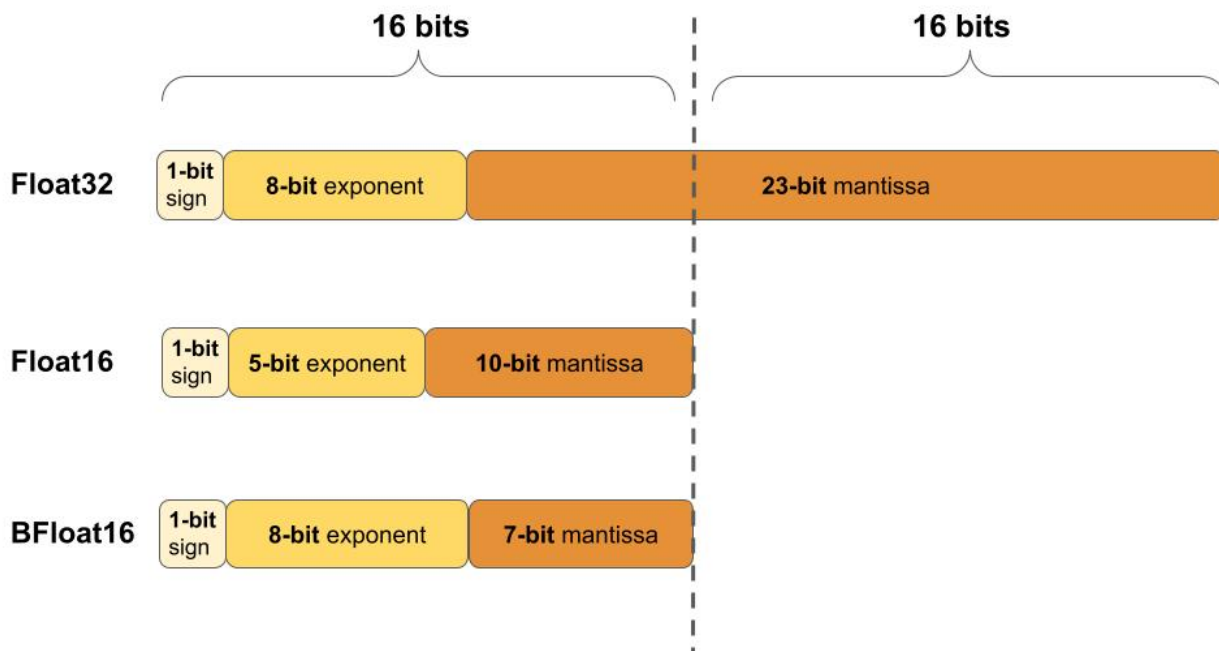 16 bits
16 bits
Float32
1-bit
sign
8-bit exponent
23-bit mantissa
Float16
1-bit
sign
5-bit exponent
10-bit mantissa
BFloat16
1-bit
sign
8-bit exponent
7-bit mantissa